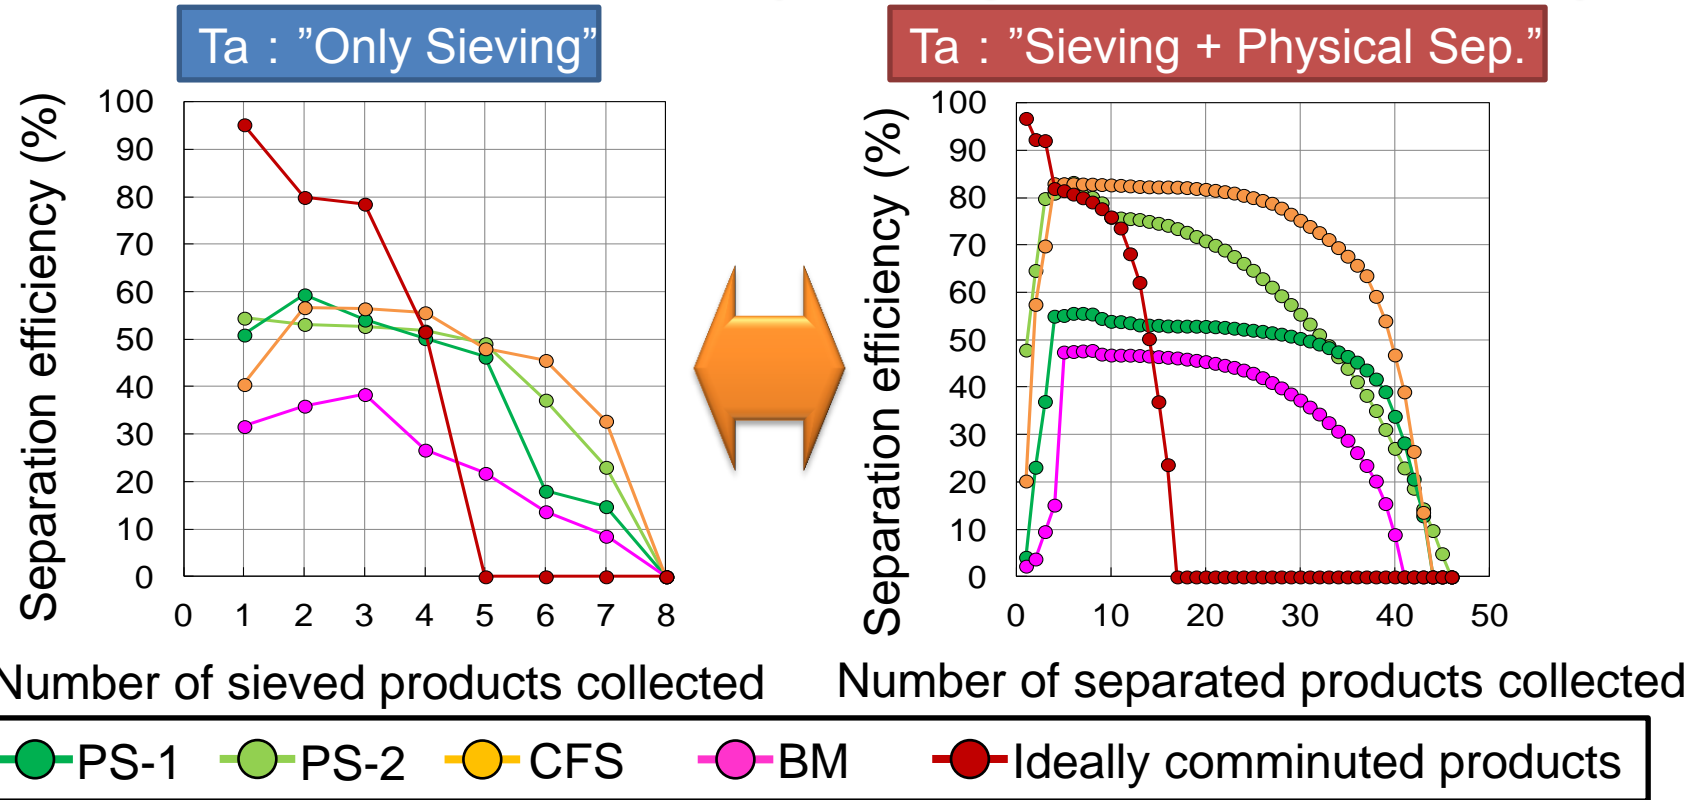 Ta : ”Only Sieving”
Ta : ”Sieving + Physical Sep.”
Separation efficiency (%)
100
90
80
70
60
50
40
30
20
10
0
0 1 2 3 4 5 6 7 8
Number of sieved products collected
Separation efficiency (%)
100
90
80
70
60
50
40
30
20
10
0
0 10 20 30 40 50
Number of separated products collected
PS-1 PS-2 CFS BM Ideally comminuted products